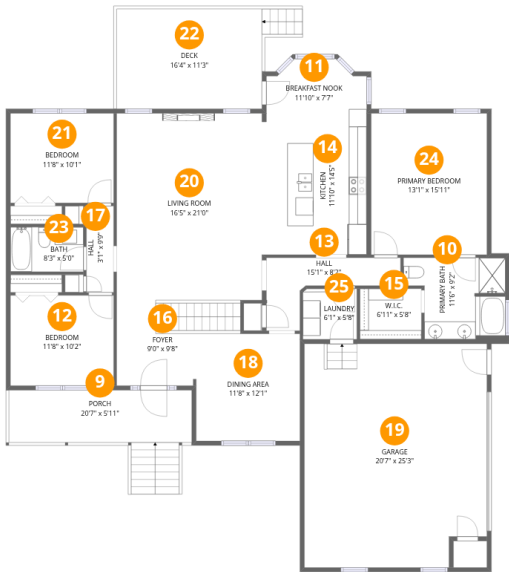 22
DECK
16'4" x 11'3"
11
BREAKFAST NOOK
11'10" x 7'7"
21
BEDROOM
11'8" x 10'1"
14
KITCHEN
11'10" x 14'5"
24
PRIMARY BEDROOM
13'1" x 15'11"
20
LIVING ROOM
16'5" x 21'0"
17
HALL
3'1" x 9'9"
23
BATH
8'3" x 5'0"
13
HALL
15'1" x 8'2"
10
PRIMARY BATH
11'6" x 9'2"
25
LAUNDRY
6'1" x 5'8"
15
W.I.C.
6'11" x 5'8"
12
BEDROOM
11'8" x 10'2"
16
FOYER
9'0" x 9'8"
18
DINING AREA
11'8" x 12'1"
9
PORCH
20'7" x 5'11"
19
GARAGE
20'7" x 25'3"